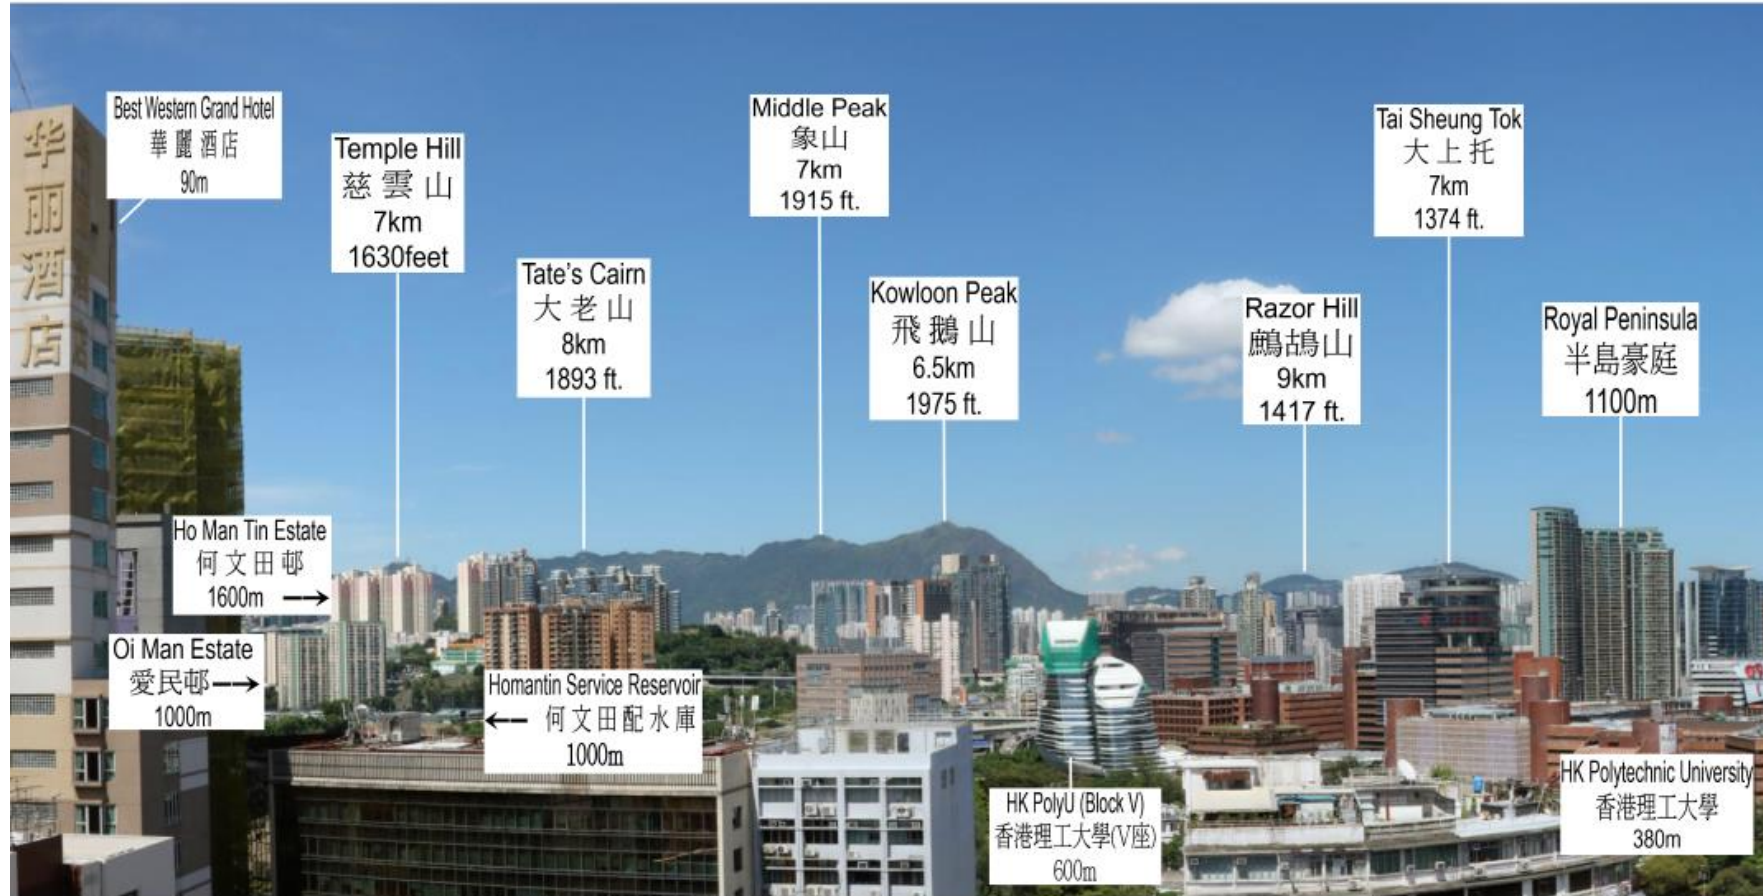 华
丽
酒
店
Best Western Grand Hotel
華麗酒店
90m
Temple Hill
慈雲山
7km
1630feet
Tate's Cairn
大老山
8km
1893 ft.
Middle Peak
象山
7km
1915 ft.
Kowloon Peak
飛鵝山
6.5km
1975 ft.
Razor Hill
鷓鴣山
9km
1417 ft.
Tai Sheung Tok
大上托
7km
1374 ft.
Royal Peninsula
半島豪庭
1100m
Ho Man Tin Estate
何文田邨
1600m →
Oi Man Estate
愛民邨→
1000m
Homantin Service Reservoir
← 何文田配水庫
1000m
HK PolyU (Block V)
香港理工大學(V座)
600m
HK Polytechnic University
香港理工大學
380m